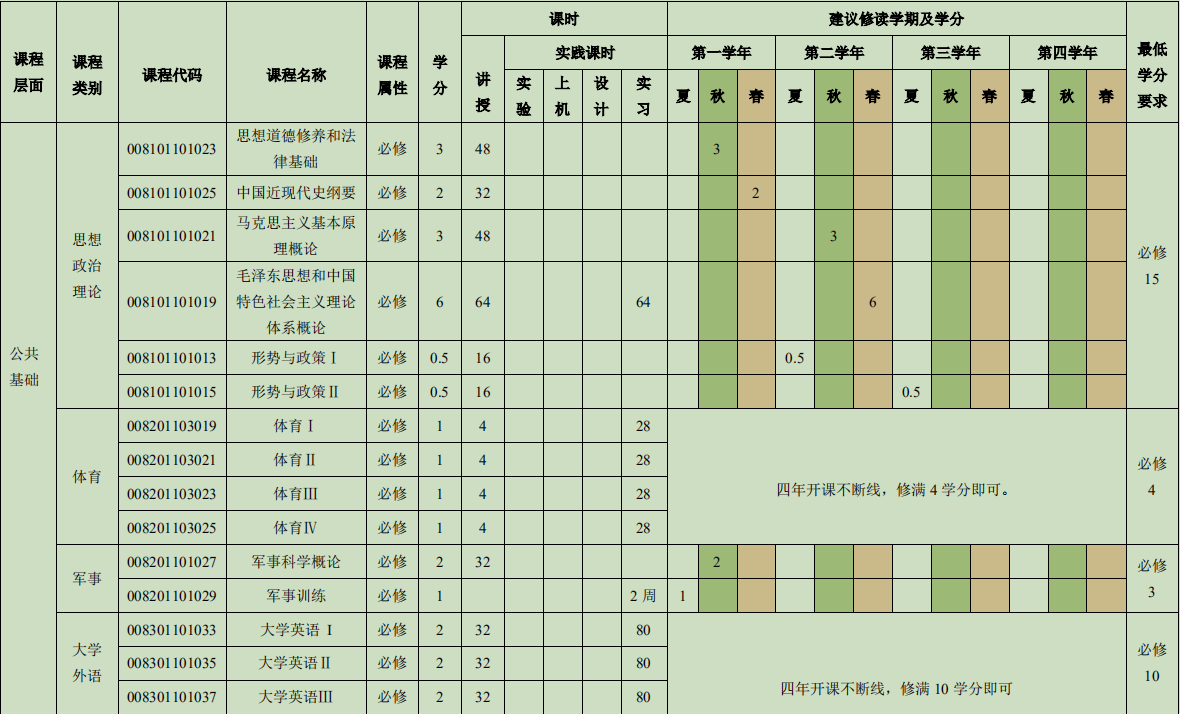 课程层面 课程类别 课程代码 课程名称 课程属性 学分 课时 建议修读学期及学分 最低学分要求
讲授 实践课时 第一学年 第二学年 第三学年 第四学年
实验 上机 设计 实习 夏 秋 春 夏 秋 春 夏 秋 春 夏 秋 春
公共基础
思想政治理论
008101101023 思想道德修养和法律基础 必修 3 48 3
008101101025 中国近现代史纲要 必修 2 32 2
008101101021 马克思主义基本原理概论 必修 3 48 3
008101101019 毛泽东思想和中国特色社会主义理论体系概论 必修 6 64 64 6
008101101013 形势与政策Ⅰ 必修 0.5 16 0.5
008101101015 形势与政策Ⅱ 必修 0.5 16 0.5
必修 15
体育
008201103019 体育Ⅰ 必修 1 4 28
008201103021 体育Ⅱ 必修 1 4 28
008201103023 体育Ⅲ 必修 1 4 28
008201103025 体育Ⅳ 必修 1 4 28
四年开课不断线，修满 4 学分即可。
必修 4
军事
008201101027 军事科学概论 必修 2 32 2
008201101029 军事训练 必修 1 2 周 1
必修 3
大学外语
008301101033 大学英语Ⅰ 必修 2 32 80
008301101035 大学英语Ⅱ 必修 2 32 80
008301101037 大学英语Ⅲ 必修 2 32 80
四年开课不断线，修满 10 学分即可
必修 10